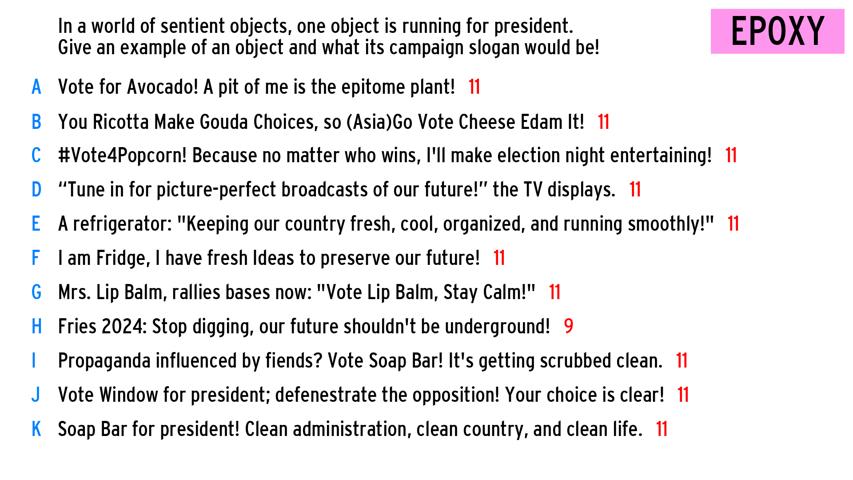 In a world of sentient objects, one object is running for president.
Give an example of an object and what its campaign slogan would be!
EPOXY
A Vote for Avocado! A pit of me is the epitome plant! 11
B You Ricotta Make Gouda Choices, so (Asia)Go Vote Cheese Edam It! 11
C #Vote4Popcorn! Because no matter who wins, I'll make election night entertaining! 11
D “Tune in for picture-perfect broadcasts of our future!” the TV displays. 11
E A refrigerator: "Keeping our country fresh, cool, organized, and running smoothly!" 11
F I am Fridge, I have fresh Ideas to preserve our future! 11
G Mrs. Lip Balm, rallies bases now: "Vote Lip Balm, Stay Calm!" 11
H Fries 2024: Stop digging, our future shouldn't be underground! 9
I Propaganda influenced by fiends? Vote Soap Bar! It's getting scrubbed clean. 11
J Vote Window for president; defenestrate the opposition! Your choice is clear! 11
K Soap Bar for president! Clean administration, clean country, and clean life. 11